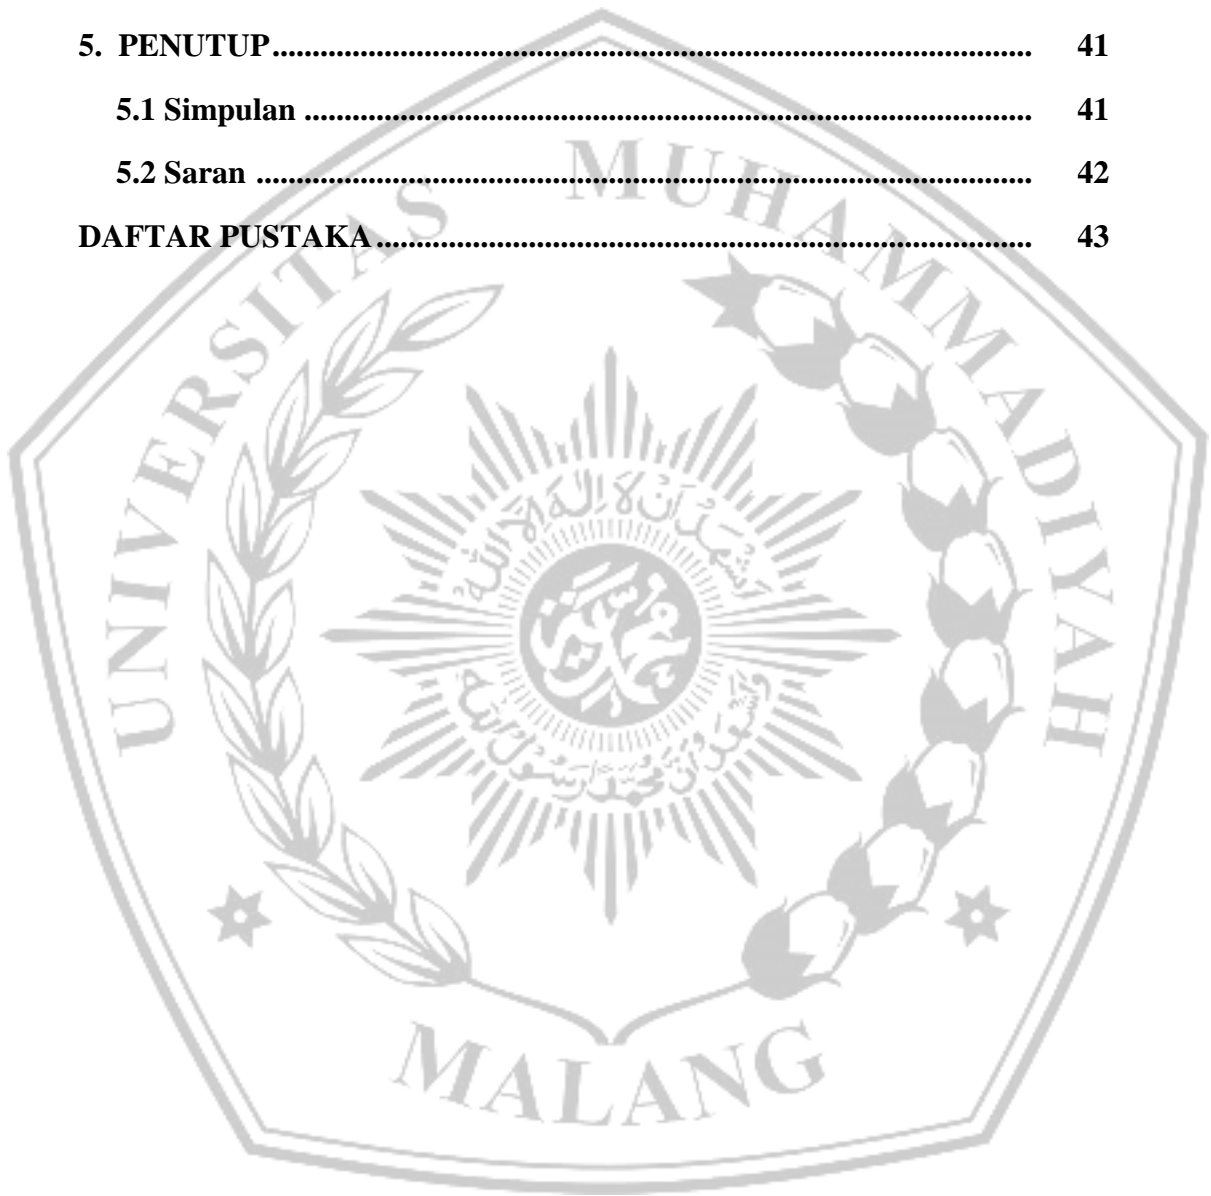 5. PENUTUP ............................................................................................... 41
5.1 Simpulan ........................................................................................... 41
5.2 Saran ................................................................................................. 42
DAFTAR PUSTAKA .................................................................................. 43
UNIVERSITAS MUHAMMADIYAH
MALANG